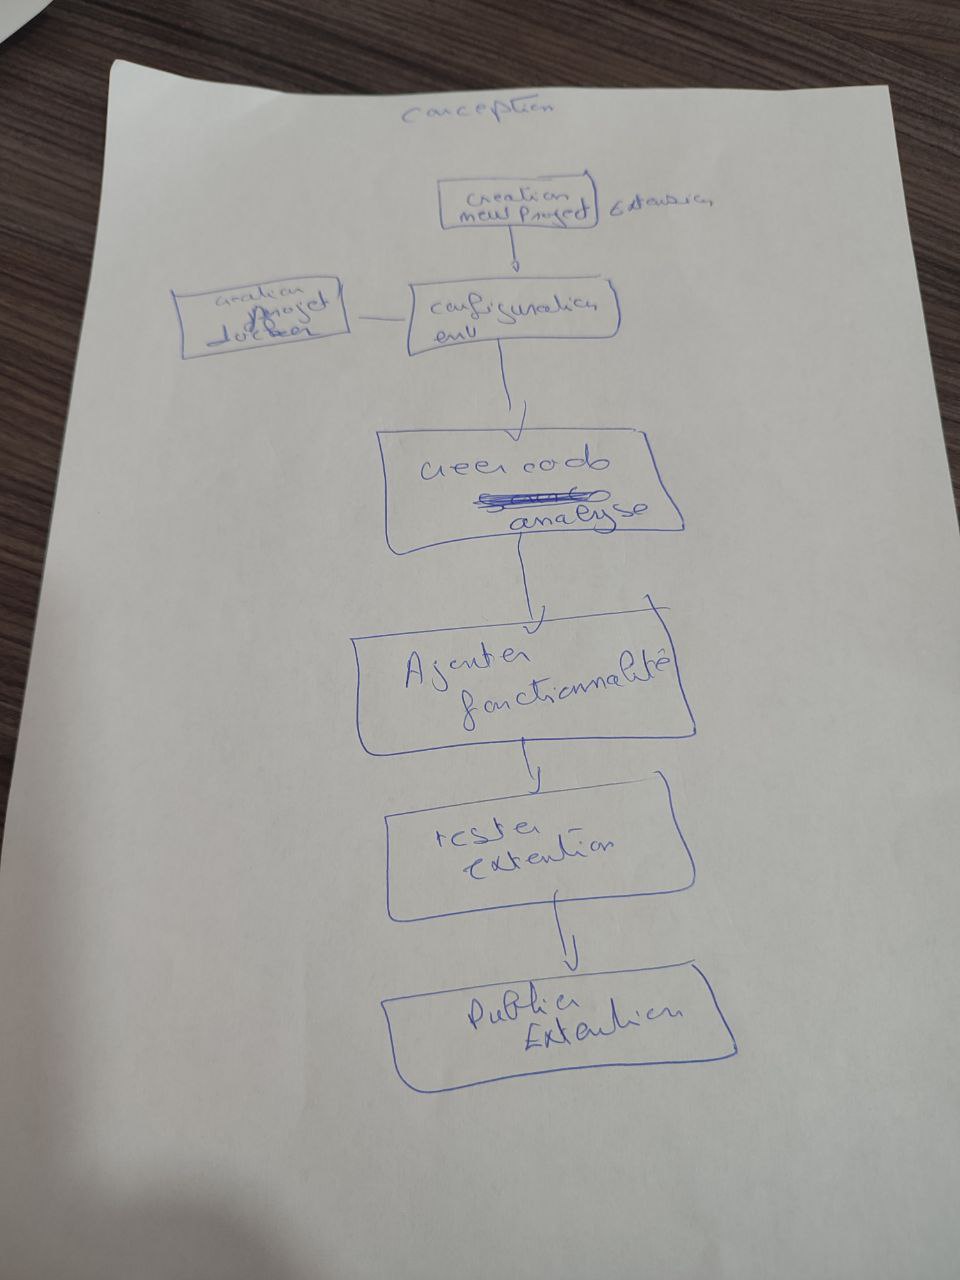 conception
creation
new Project extension
creation
projet
docker
configuration
env
creer code
analyse
Ajouter
fonctionnalité
tester
extention
Publier
Extention